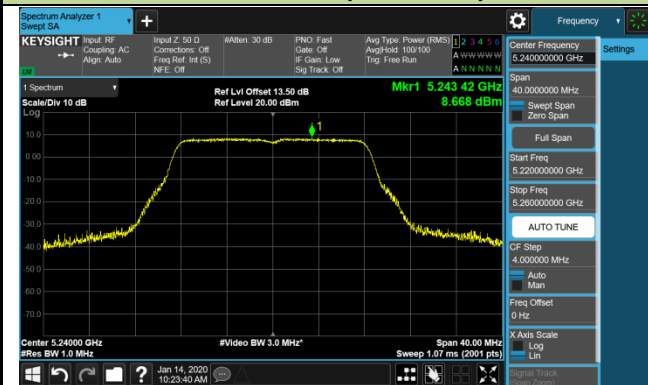 Spectrum Analyzer 1
Swept SA
+
Frequency
KEYSIGHT
Input: RF
Coupling: AC
Align: Auto
Input Z: 50 Ω
Corrections: Off
Freq Ref: Int (S)
NFE: Off
#Atten: 30 dB
PNO: Fast
Gate: Off
IF Gain: Low
Sig Track: Off
Avg Type: Power (RMS)
Avg|Hold: 100/100
Trig: Free Run
1 2 3 4 5 6
A W W W W W
A N N N N N
LXI
Center Frequency
5.240000000 GHz
Settings
Span
40.0000000 MHz
Swept Span
Zero Span
Full Span
Start Freq
5.220000000 GHz
Stop Freq
5.260000000 GHz
AUTO TUNE
CF Step
4.000000 MHz
Auto
Man
Freq Offset
0 Hz
X Axis Scale
Log
Lin
Signal Track
(Span Zoom)
1 Spectrum
Scale/Div 10 dB
Log
Ref Lvl Offset 13.50 dB
Ref Level 20.00 dBm
Mkr1 5.243 42 GHz
8.668 dBm
1
10.0
0.00
-10.0
-20.0
-30.0
-40.0
-50.0
-60.0
-70.0
Center 5.24000 GHz
#Res BW 1.0 MHz
#Video BW 3.0 MHz*
Span 40.00 MHz
Sweep 1.07 ms (2001 pts)
?
Jan 14, 2020
10:23:40 AM